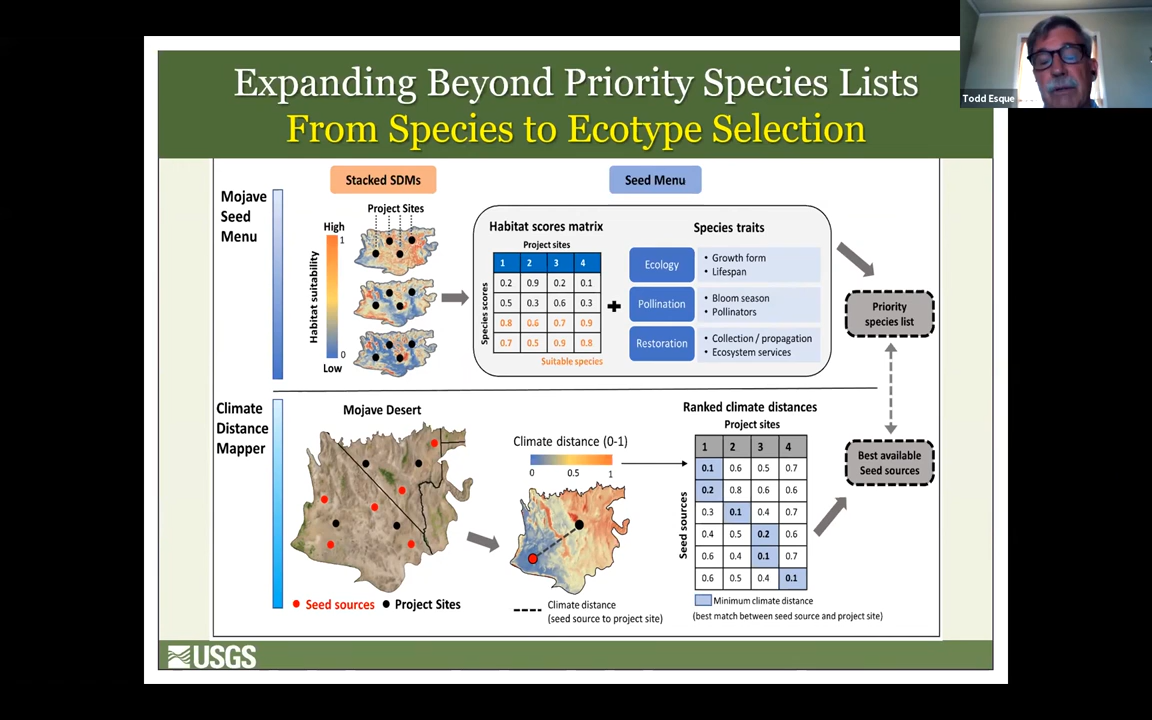 Todd Esque
Expanding Beyond Priority Species Lists
From Species to Ecotype Selection
Mojave
Seed
Menu
Stacked SDMs
Project Sites
High
1
Habitat suitability
0
Low
Seed Menu
Habitat scores matrix
Project sites
1 2 3 4
Species scores
0.2 0.9 0.2 0.1
0.5 0.3 0.6 0.3
0.8 0.6 0.7 0.9
0.7 0.5 0.9 0.8
Suitable species
+
Species traits
Ecology
• Growth form
• Lifespan
Pollination
• Bloom season
• Pollinators
Restoration
• Collection / propagation
• Ecosystem services
Priority
species list
Climate
Distance
Mapper
Mojave Desert
Seed sources
Project Sites
Climate distance (0-1)
0 0.5 1
Climate distance
(seed source to project site)
Ranked climate distances
Project sites
1 2 3 4
Seed sources
0.1 0.6 0.5 0.7
0.2 0.8 0.6 0.6
0.3 0.1 0.4 0.7
0.4 0.5 0.2 0.6
0.6 0.4 0.1 0.7
0.6 0.5 0.4 0.1
Minimum climate distance
(best match between seed source and project site)
Best available
Seed sources
USGS